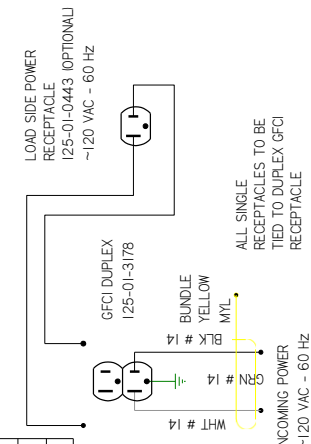 LOAD SIDE POWER
RECEPTACLE
125-01-0443 (OPTIONAL)
~120 VAC - 60 Hz
GFCI DUPLEX
125-01-3178
BUNDLE
YELLOW
MYL
BLK # 14
GRN # 14
WHT # 14
ALL SINGLE
RECEPTACLES TO BE
TIED TO DUPLEX GFCI
RECEPTACLE
NCOMING POWER
~120 VAC - 60 Hz